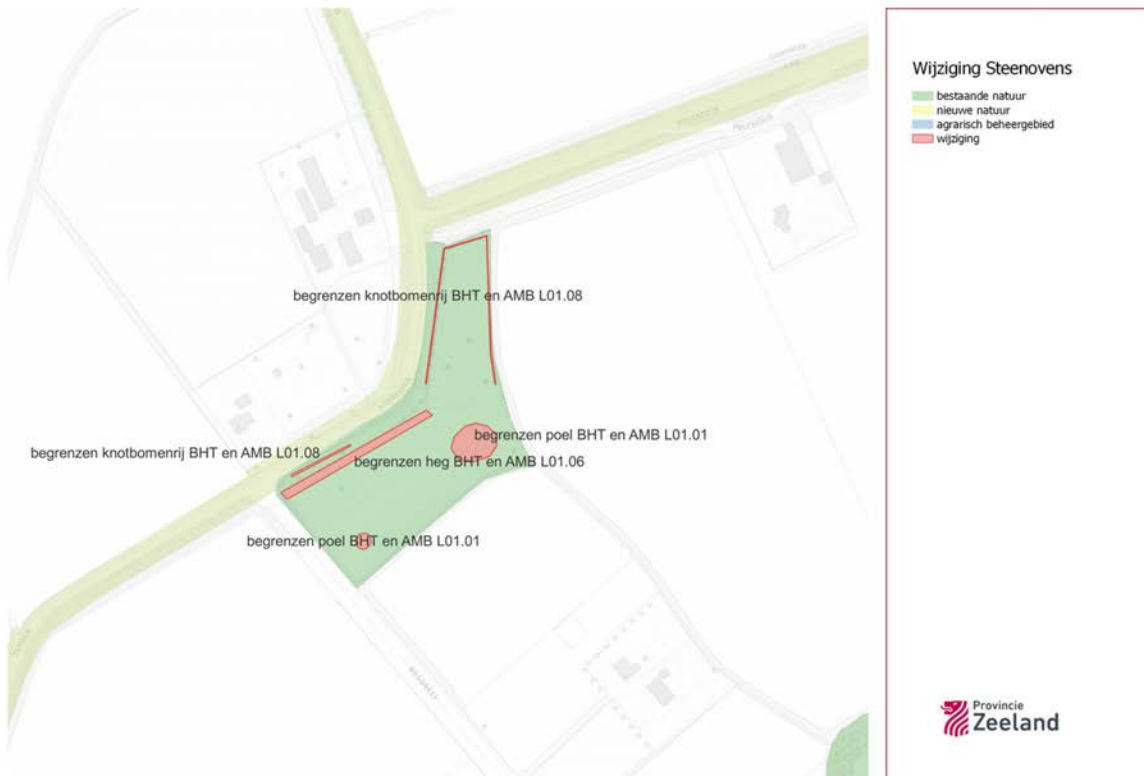 Wijziging Steenovens
bestaande natuur
nieuwe natuur
agrarisch beheergebied
wijziging
begrenzen knotbomenrij BHT en AMB L01.08
begrenzen poel BHT en AMB L01.01
begrenzen knotbomenrij BHT en AMB L01.08
begrenzen heg BHT en AMB L01.06
begrenzen poel BHT en AMB L01.01
Provincie
Zeeland